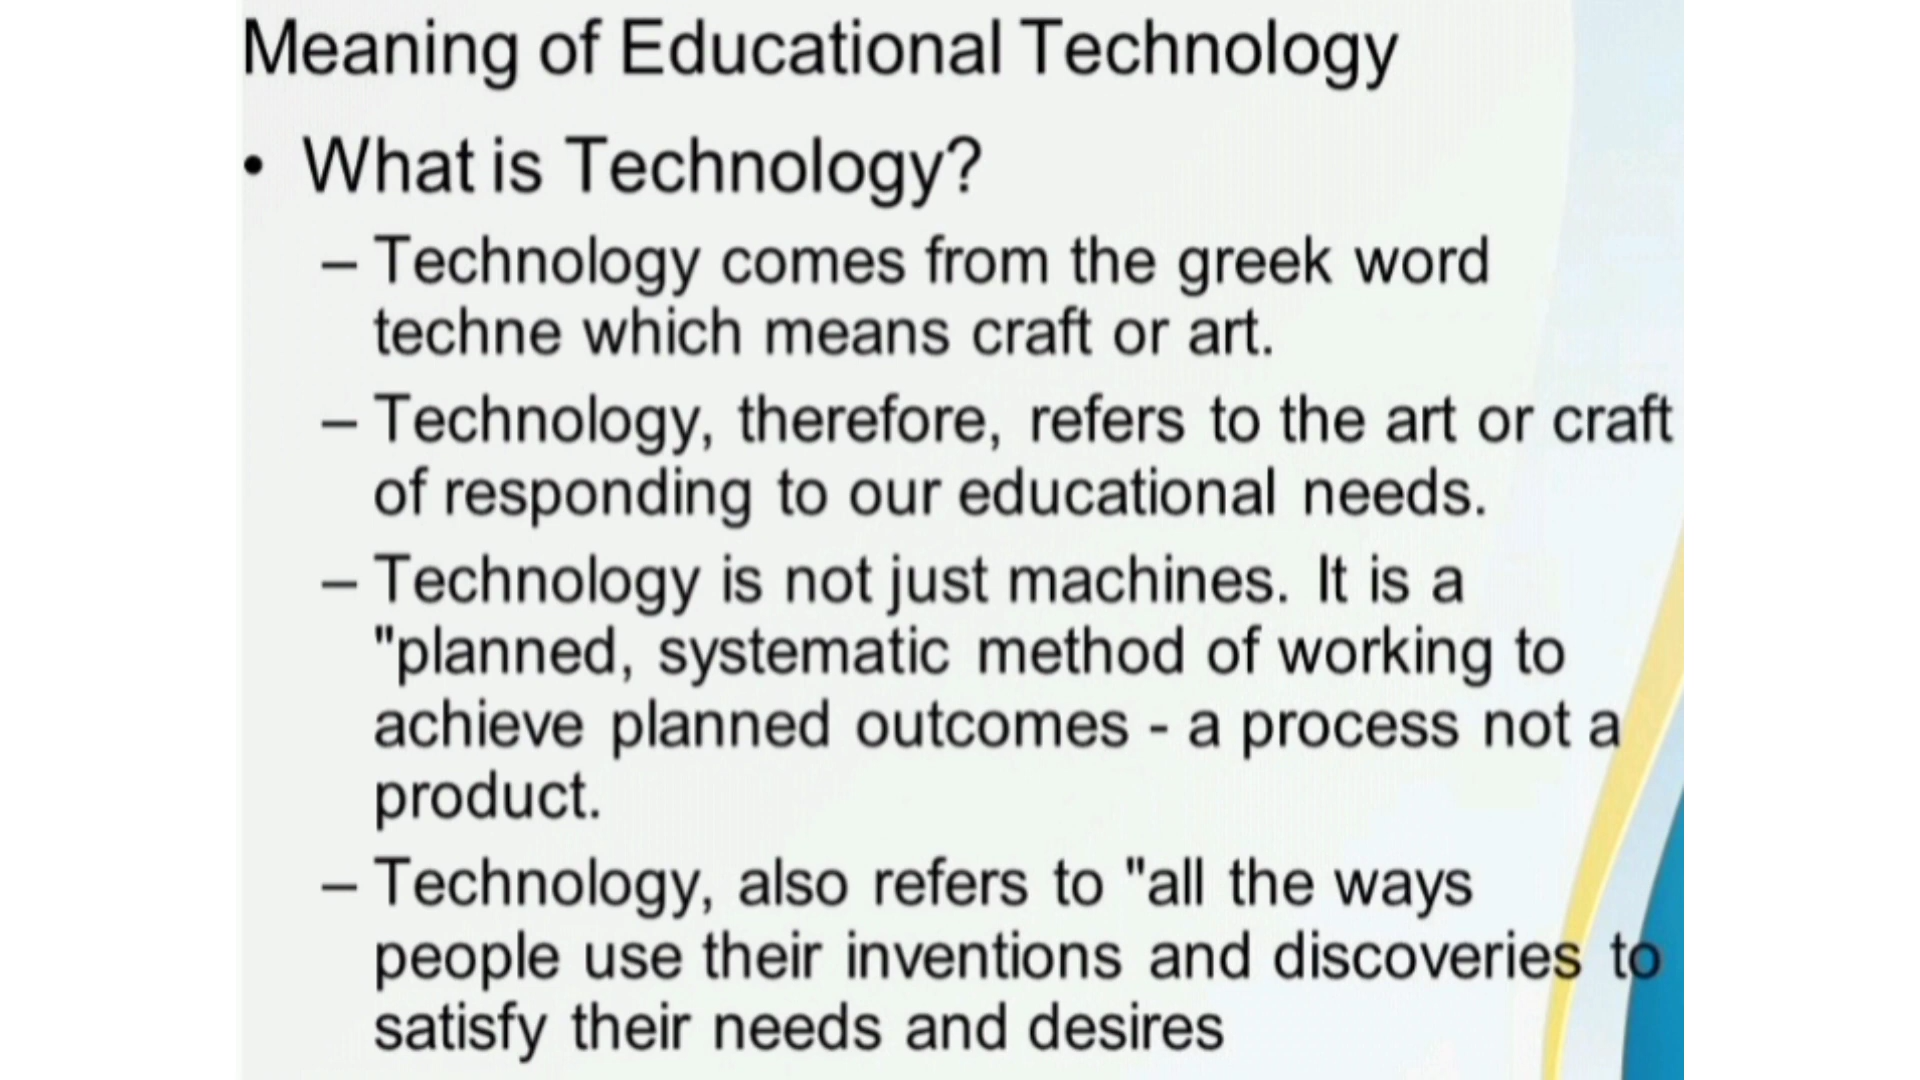 Meaning of Educational Technology
• What is Technology?
– Technology comes from the greek word
techne which means craft or art.
– Technology, therefore, refers to the art or craft
of responding to our educational needs.
– Technology is not just machines. It is a
"planned, systematic method of working to
achieve planned outcomes - a process not a
product.
– Technology, also refers to "all the ways
people use their inventions and discoveries to
satisfy their needs and desires